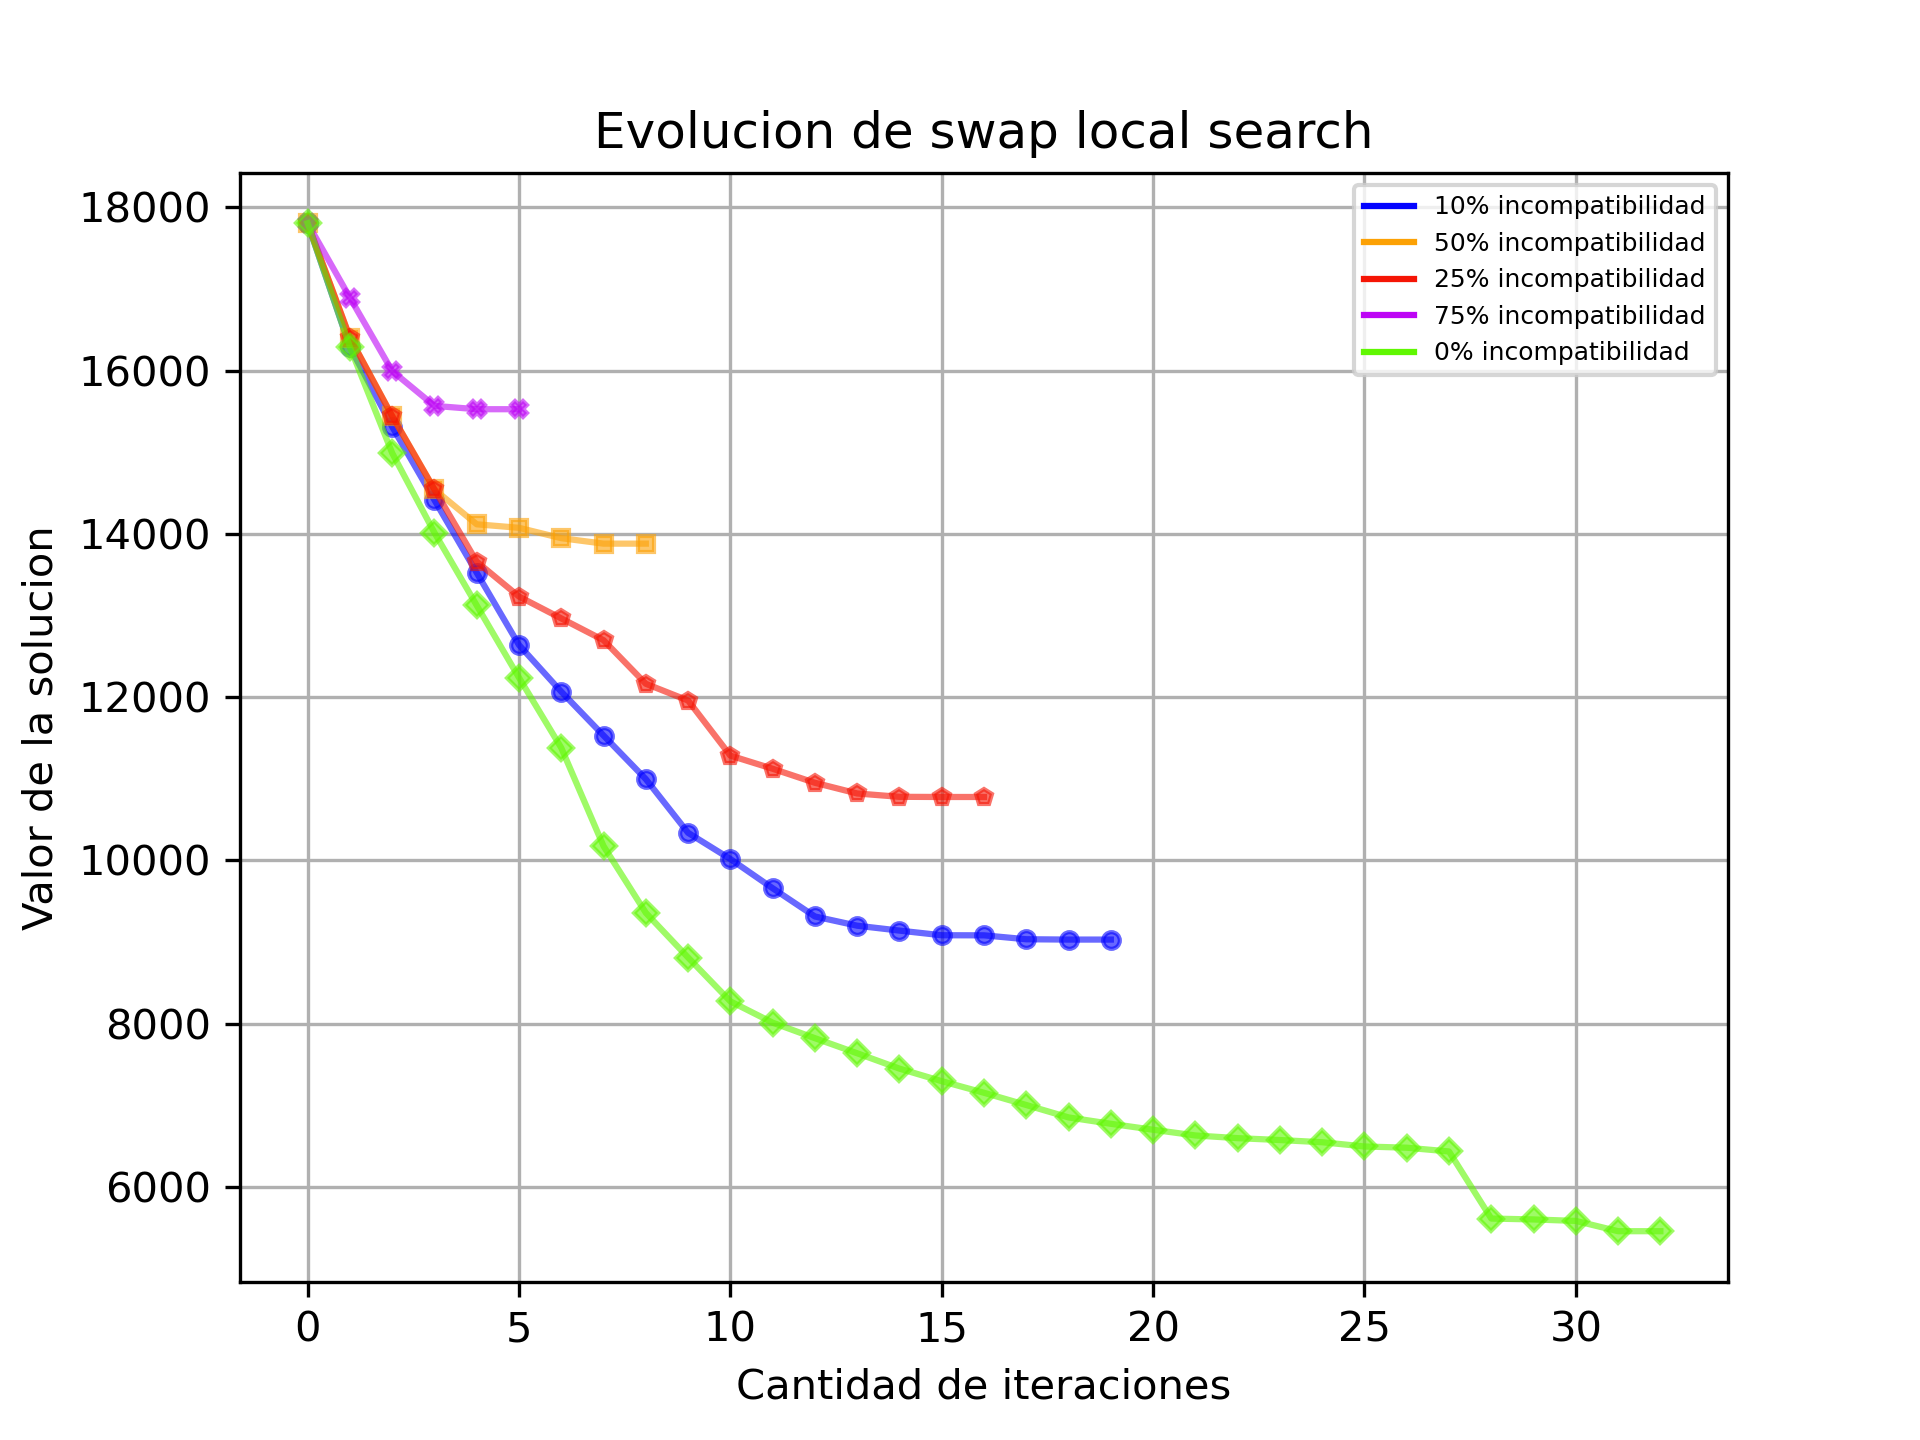 Evolucion de swap local search
10% incompatibilidad
50% incompatibilidad
25% incompatibilidad
75% incompatibilidad
0% incompatibilidad
Valor de la solucion
18000
16000
14000
12000
10000
8000
6000
0 5 10 15 20 25 30
Cantidad de iteraciones